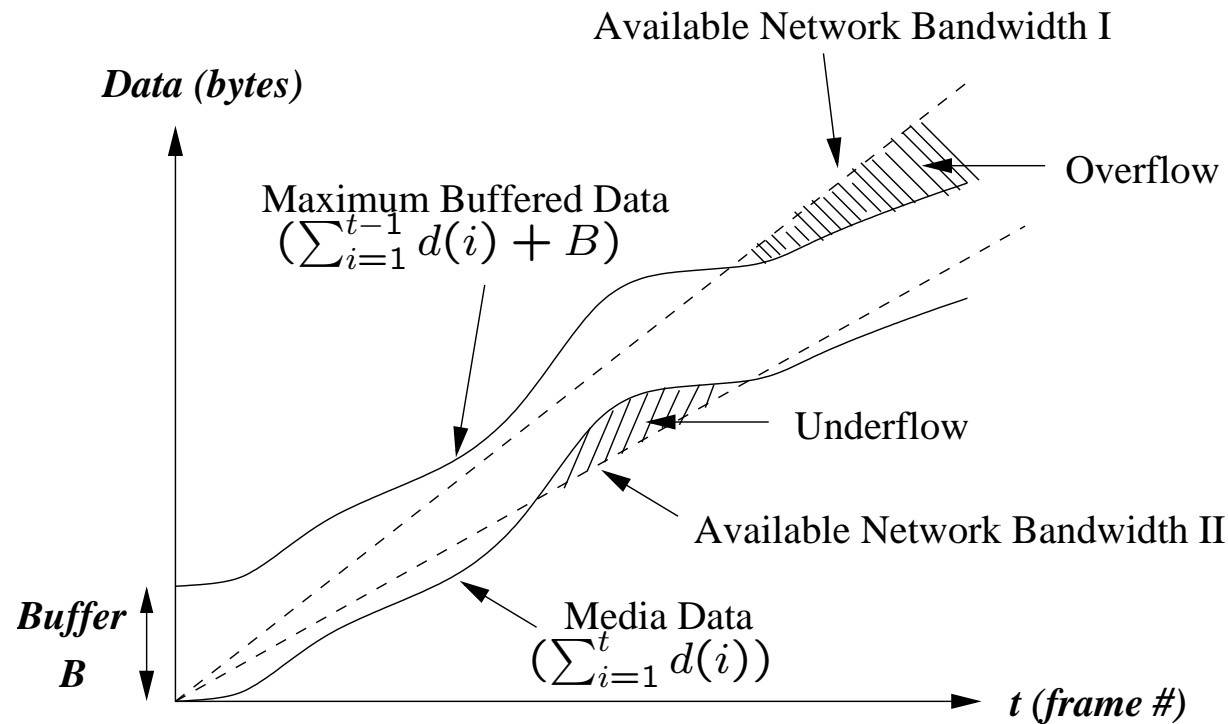 Available Network Bandwidth I
Data (bytes)
Overflow
Maximum Buffered Data
(∑_{i=1}^{t−1} d(i) + B)
Underflow
Available Network Bandwidth II
Buffer
B
Media Data
(∑_{i=1}^{t} d(i))
t (frame #)